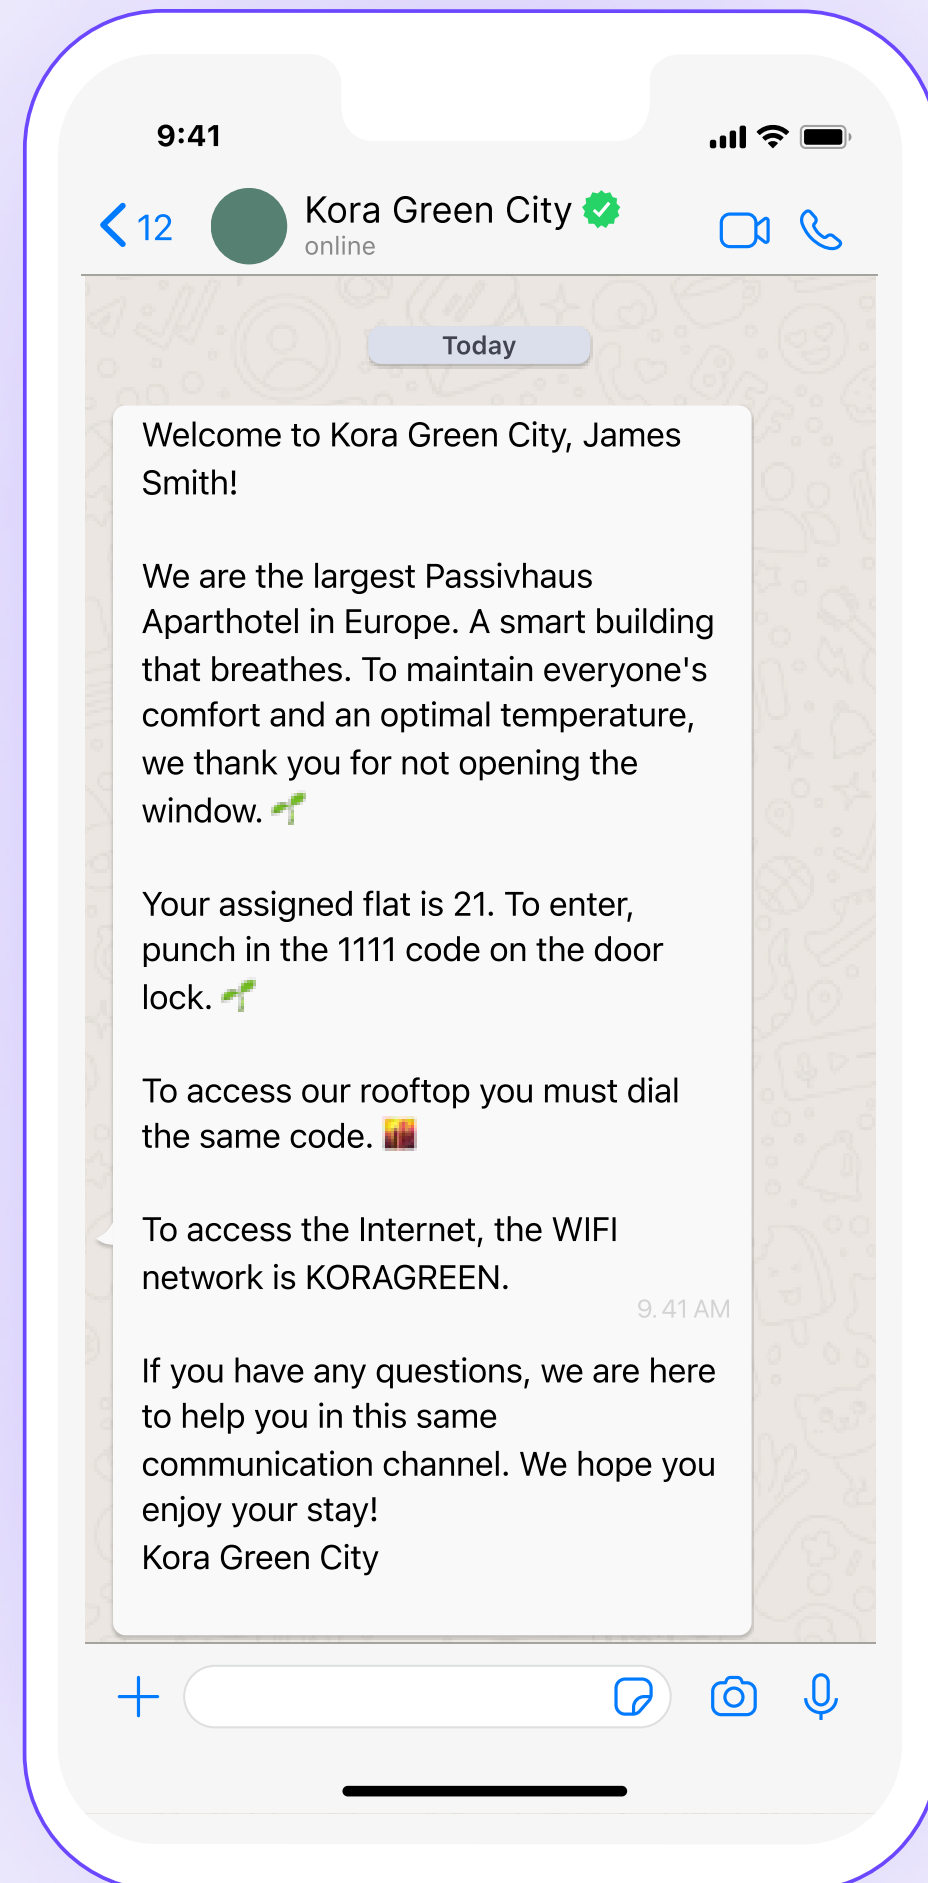 9:41
12
Kora Green City
online
Today
Welcome to Kora Green City, James
Smith!
We are the largest Passivhaus
Aparthotel in Europe. A smart building
that breathes. To maintain everyone's
comfort and an optimal temperature,
we thank you for not opening the
window. 🌱
Your assigned flat is 21. To enter,
punch in the 1111 code on the door
lock. 🌱
To access our rooftop you must dial
the same code. 🌇
To access the Internet, the WIFI
network is KORAGREEN.
9.41 AM
If you have any questions, we are here
to help you in this same
communication channel. We hope you
enjoy your stay!
Kora Green City